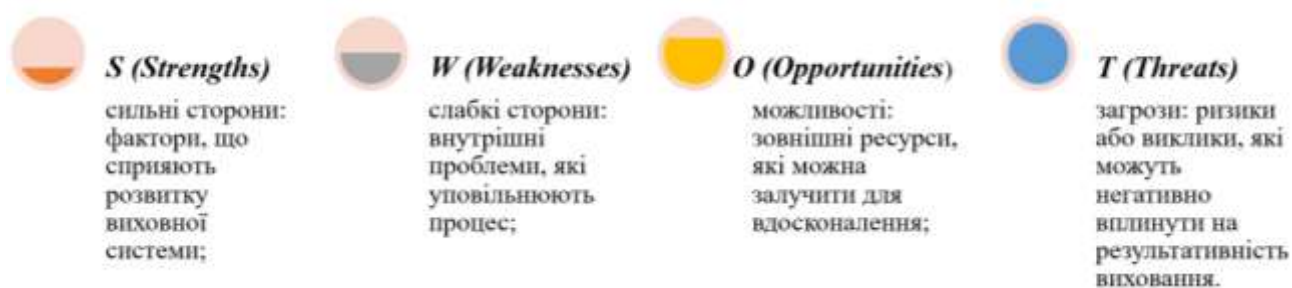 S (Strengths)
сильні сторони:
фактори, що
сприяють
розвитку
виховної
системи;
W (Weaknesses)
слабкі сторони:
внутрішні
проблеми, які
уповільнюють
процес;
O (Opportunities)
можливості:
зовнішні ресурси,
які можна
залучити для
вдосконалення;
T (Threats)
загрози: ризики
або виклики, які
можуть
негативно
вплинути на
результативність
виховання.